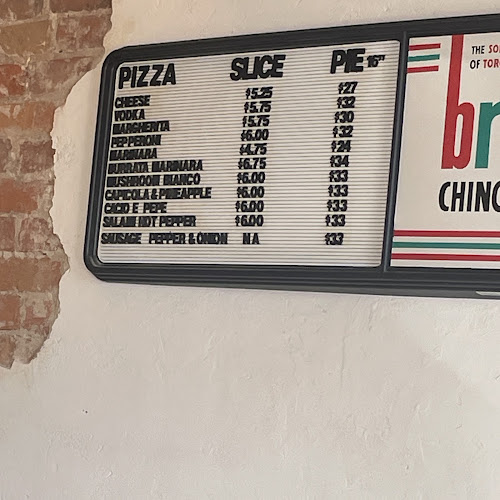 PIZZA SLICE PIE 16"
CHEESE $5.25 $27
VODKA $5.75 $32
MARGHERITA $5.75 $30
PEPPERONI $6.00 $32
MARINARA $4.75 $24
BURRATA MARINARA $6.75 $34
MUSHROOM BIANCO $6.00 $33
CAPICOLA & PINEAPPLE $6.00 $33
CACIO E PEPE $6.00 $33
SALAMI HOT PEPPER $6.00 $33
SAUSAGE PEPPER & ONION N A $33
THE
OF
br
CHINO